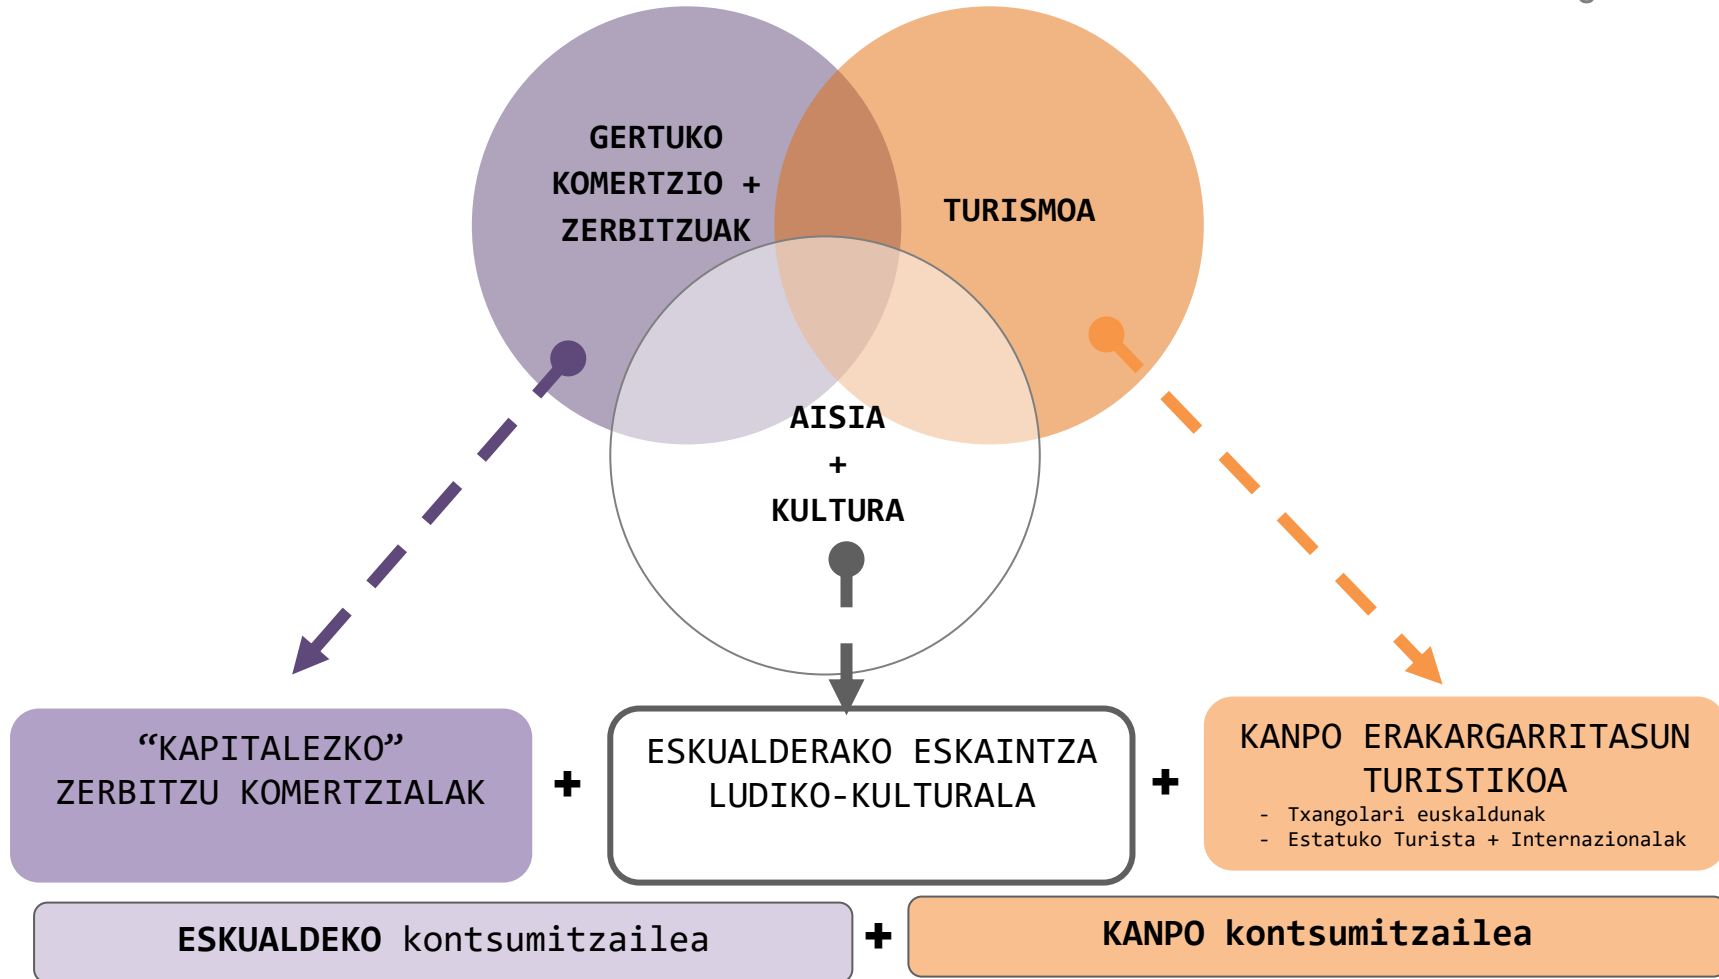 GERTUKO
KOMERTZIO +
ZERBITZUAK
TURISMOA
AISIA
+
KULTURA
“KAPITALEZKO”
ZERBITZU KOMERTZIALAK
+
ESKUALDERAKO ESKAINTZA
LUDIKO-KULTURALA
+
KANPO ERAKARGARRITASUN
TURISTIKOA
- Txangolari euskaldunak
- Estatuko Turista + Internazionalak
ESKUALDEKO kontsumitzailea
+
KANPO kontsumitzailea